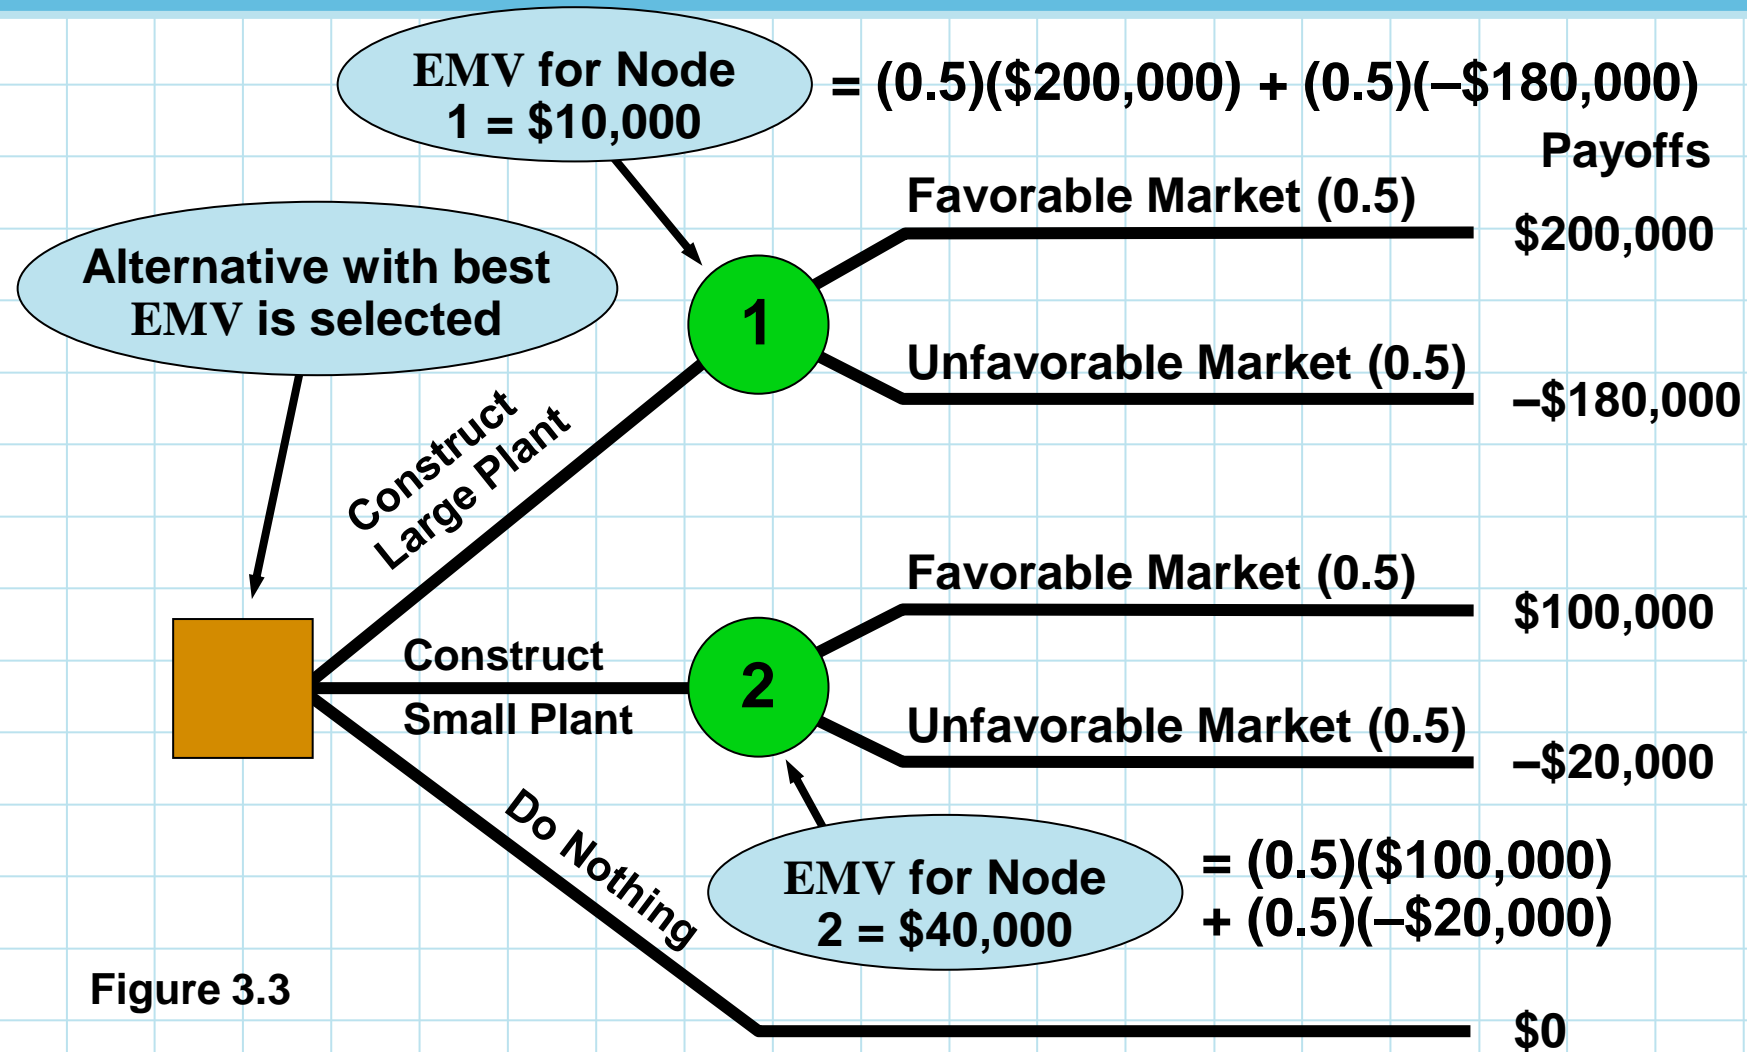 EMV for Node
1 = $10,000
= (0.5)($200,000) + (0.5)(–$180,000)
Payoffs
Favorable Market (0.5)
$200,000
Alternative with best
EMV is selected
1
Unfavorable Market (0.5)
–$180,000
Construct
Large Plant
Favorable Market (0.5)
$100,000
Construct
Small Plant
2
Unfavorable Market (0.5)
–$20,000
Do Nothing
EMV for Node
2 = $40,000
= (0.5)($100,000)
+ (0.5)(–$20,000)
Figure 3.3
$0